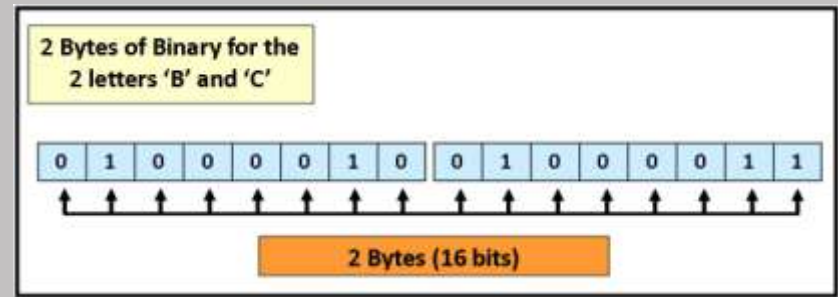 2 Bytes of Binary for the
2 letters ‘B’ and ‘C’
0 1 0 0 0 0 1 0 0 1 0 0 0 0 1 1
2 Bytes (16 bits)